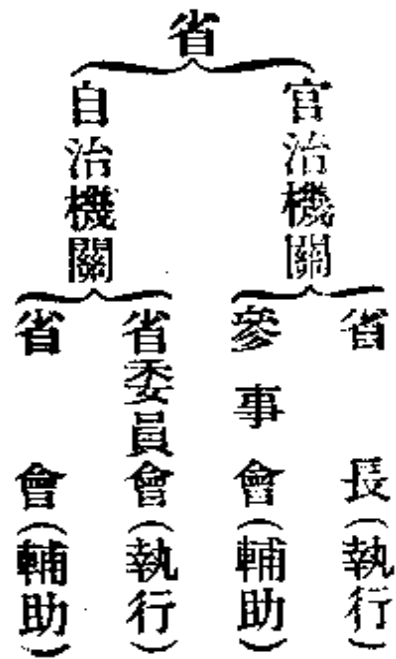 省
官治機關
自治機關
省長(執行)
參事會(輔助)
省委員會(執行)
省會(輔助)